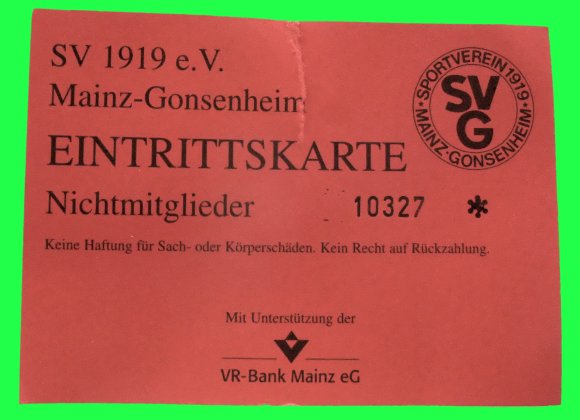 SV 1919 e.V.
Mainz-Gonsenheim
SPORTVEREIN 1919
SV
G
* MAINZ-GONSENHEIM *
EINTRITTSKARTE
Nichtmitglieder 10327 *
Keine Haftung für Sach- oder Körperschäden. Kein Recht auf Rückzahlung.
Mit Unterstützung der
VR-Bank Mainz eG